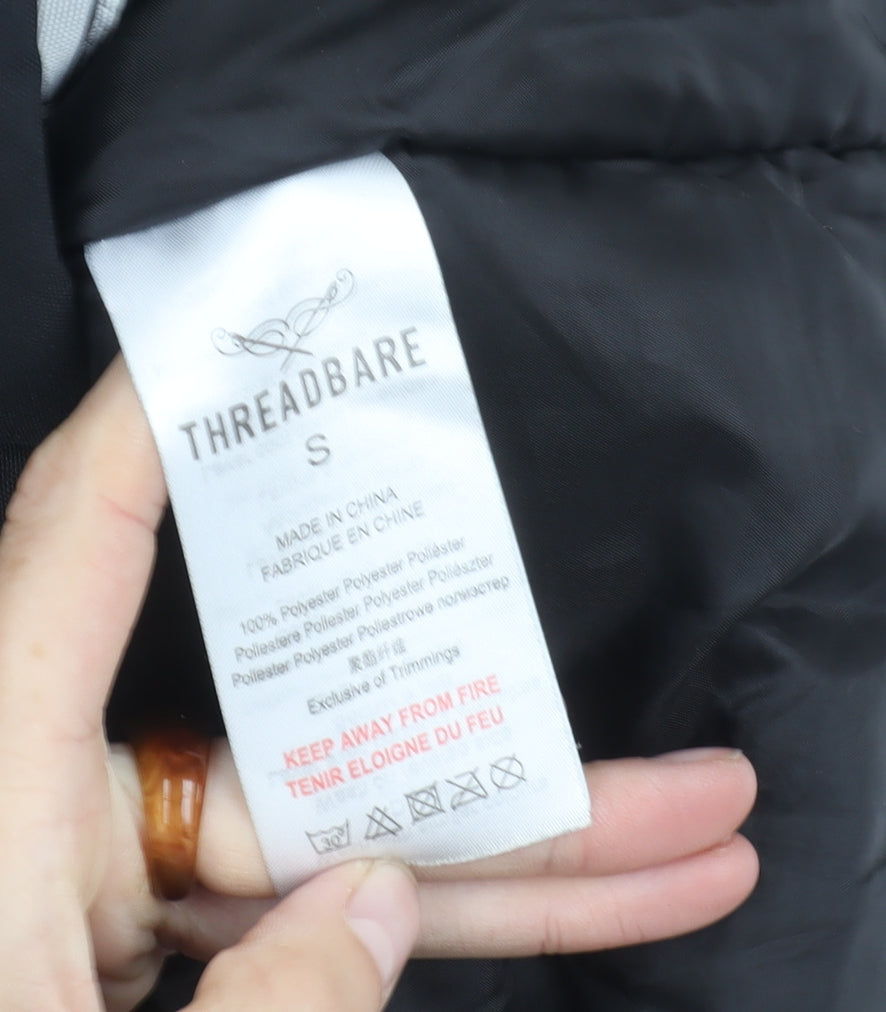 THREADBARE
S
MADE IN CHINA
FABRIQUE EN CHINE
100% Polyester Polyester Poliéster
Poliestere Poliester Polyester Poliészter
Poliester Polyester Poliestrowe полиэстер
聚酯纤维
Exclusive of Trimmings
KEEP AWAY FROM FIRE
TENIR ELOIGNE DU FEU
30°